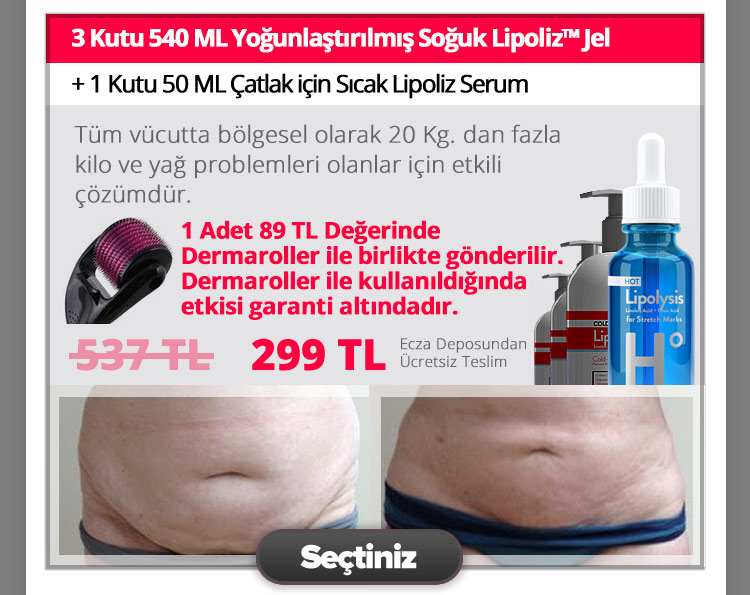 3 Kutu 540 ML Yoğunlaştırılmış Soğuk Lipoliz™ Jel
+ 1 Kutu 50 ML Çatlak için Sıcak Lipoliz Serum
Tüm vücutta bölgesel olarak 20 Kg. dan fazla
kilo ve yağ problemleri olanlar için etkili
çözümdür.
1 Adet 89 TL Değerinde
Dermaroller ile birlikte gönderilir.
Dermaroller ile kullanıldığında
etkisi garanti altındadır.
537 TL 299 TL
Ecza Deposundan
Ücretsiz Teslim
HOT
Lipolysis
for Stretch Marks
H°
COLD
Lip
Cold-
Seçtiniz